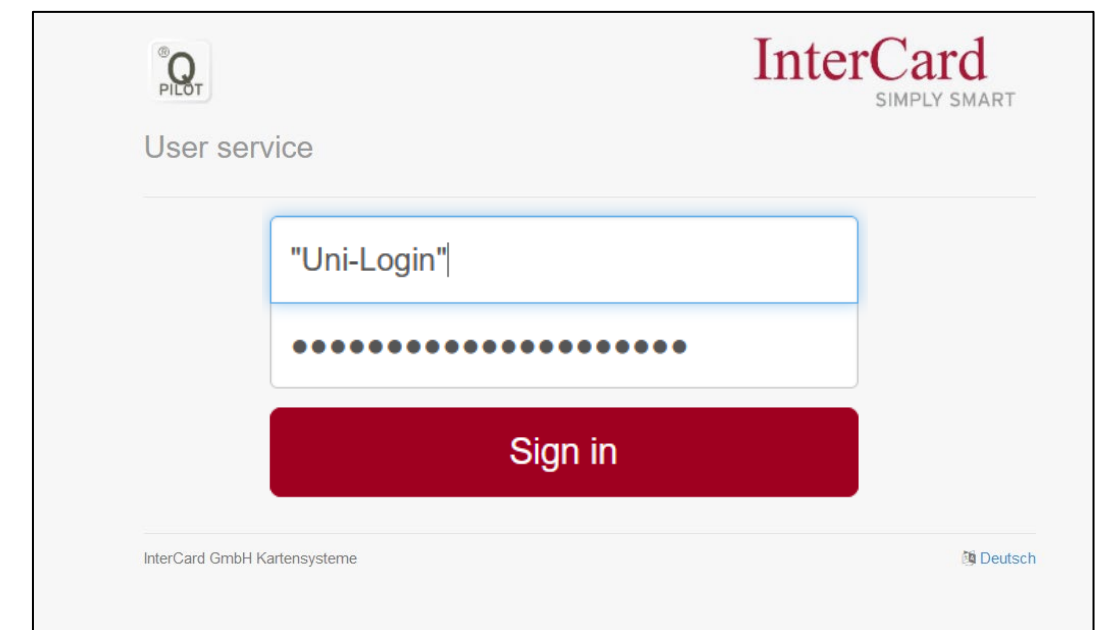 ®
Q
PILOT
InterCard
SIMPLY SMART
User service
"Uni-Login"
●●●●●●●●●●●●●●●●●●●●●
Sign in
InterCard GmbH Kartensysteme
Deutsch